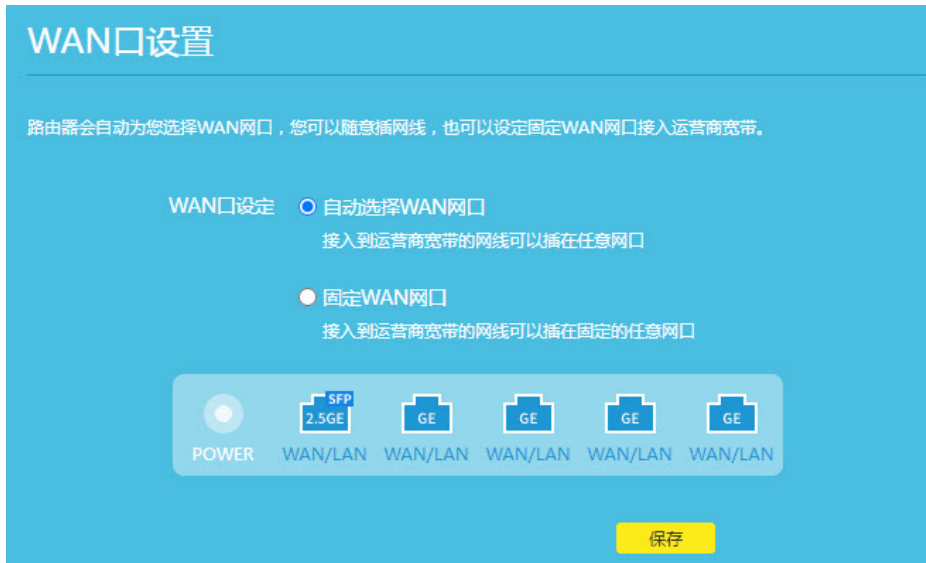 WAN口设置
路由器会自动为您选择WAN网口，您可以随意插网线，也可以设定固定WAN网口接入运营商宽带。
WAN口设定 自动选择WAN网口
接入到运营商宽带的网线可以插在任意网口
固定WAN网口
接入到运营商宽带的网线可以插在固定的任意网口
SFP
2.5GE GE GE GE GE
POWER WAN/LAN WAN/LAN WAN/LAN WAN/LAN WAN/LAN
保存